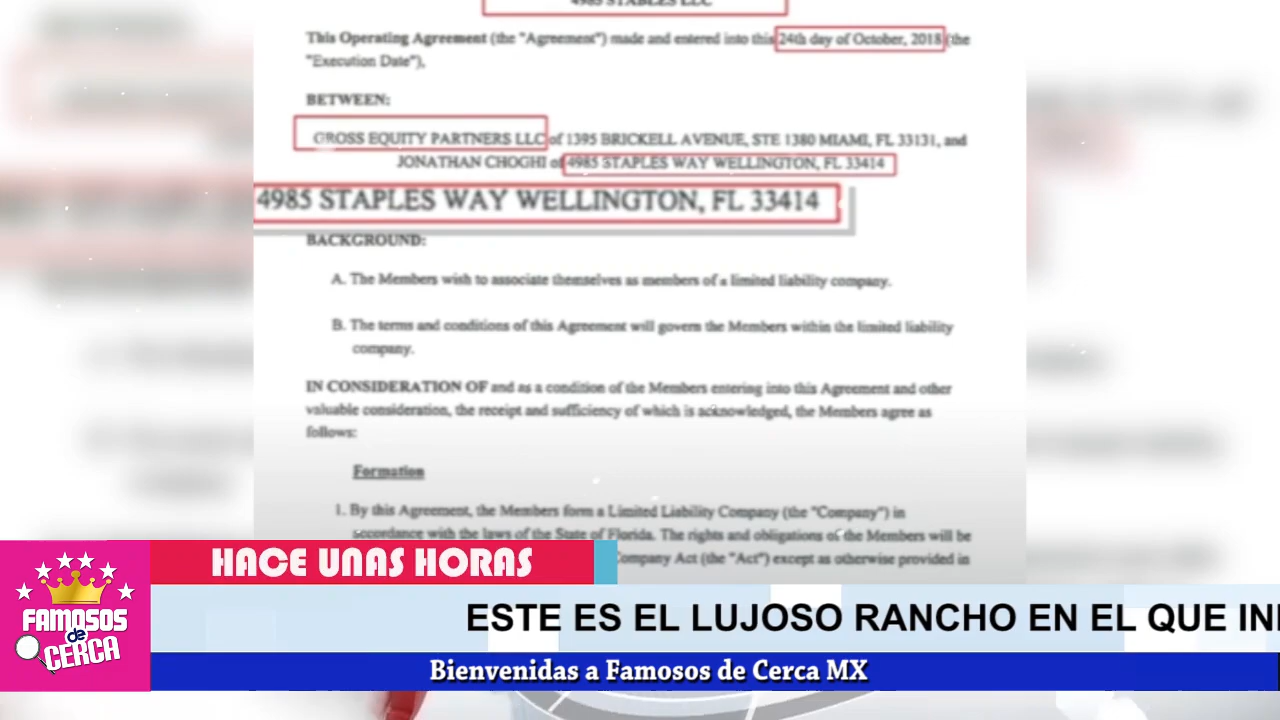 4985 STABLES LLC
This Operating Agreement (the "Agreement") made and entered into this 24th day of October, 2018 (the
"Execution Date"),
BETWEEN:
GROSS EQUITY PARTNERS LLC of 1395 BRICKELL AVENUE, STE 1380 MIAMI, FL 33131, and
JONATHAN CHOGHI of 4985 STAPLES WAY WELLINGTON, FL 33414
4985 STAPLES WAY WELLINGTON, FL 33414
BACKGROUND:
A. The Members wish to associate themselves as members of a limited liability company.
B. The terms and conditions of this Agreement will govern the Members within the limited liability
company.
IN CONSIDERATION OF and as a condition of the Members entering into this Agreement and other
valuable consideration, the receipt and sufficiency of which is acknowledged, the Members agree as
follows:
Formation
1. By this Agreement, the Members form a Limited Liability Company (the "Company") in
accordance with the laws of the State of Florida. The rights and obligations of the Members will be
Company Act (the "Act") except as otherwise provided in
HACE UNAS HORAS
ESTE ES EL LUJOSO RANCHO EN EL QUE
FAMOSOS
de
CERCA
Bienvenidas a Famosos de Cerca MX